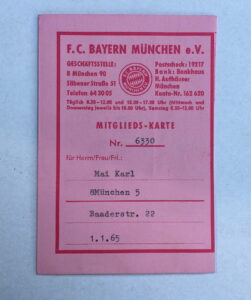 F.C. BAYERN MÜNCHEN e.V.
GESCHÄFTSSTELLE:
8 München 90
Säbener Straße 51
Telefon 64 30 05
Postscheck: 19217
Bank: Bankhaus
H. Aufhäuser
München
Konto-Nr. 162 620
Täglich 8.30–12.00 und 15.00–17.00 Uhr (Mittwoch und
Donnerstag jeweils bis 18.00 Uhr), Samstag 8.30–12.00 Uhr
MITGLIEDS-KARTE
Nr. 6330
für Herrn/Frau/Frl.:
Mai Karl
8München 5
Baaderstr. 22
1.1.65